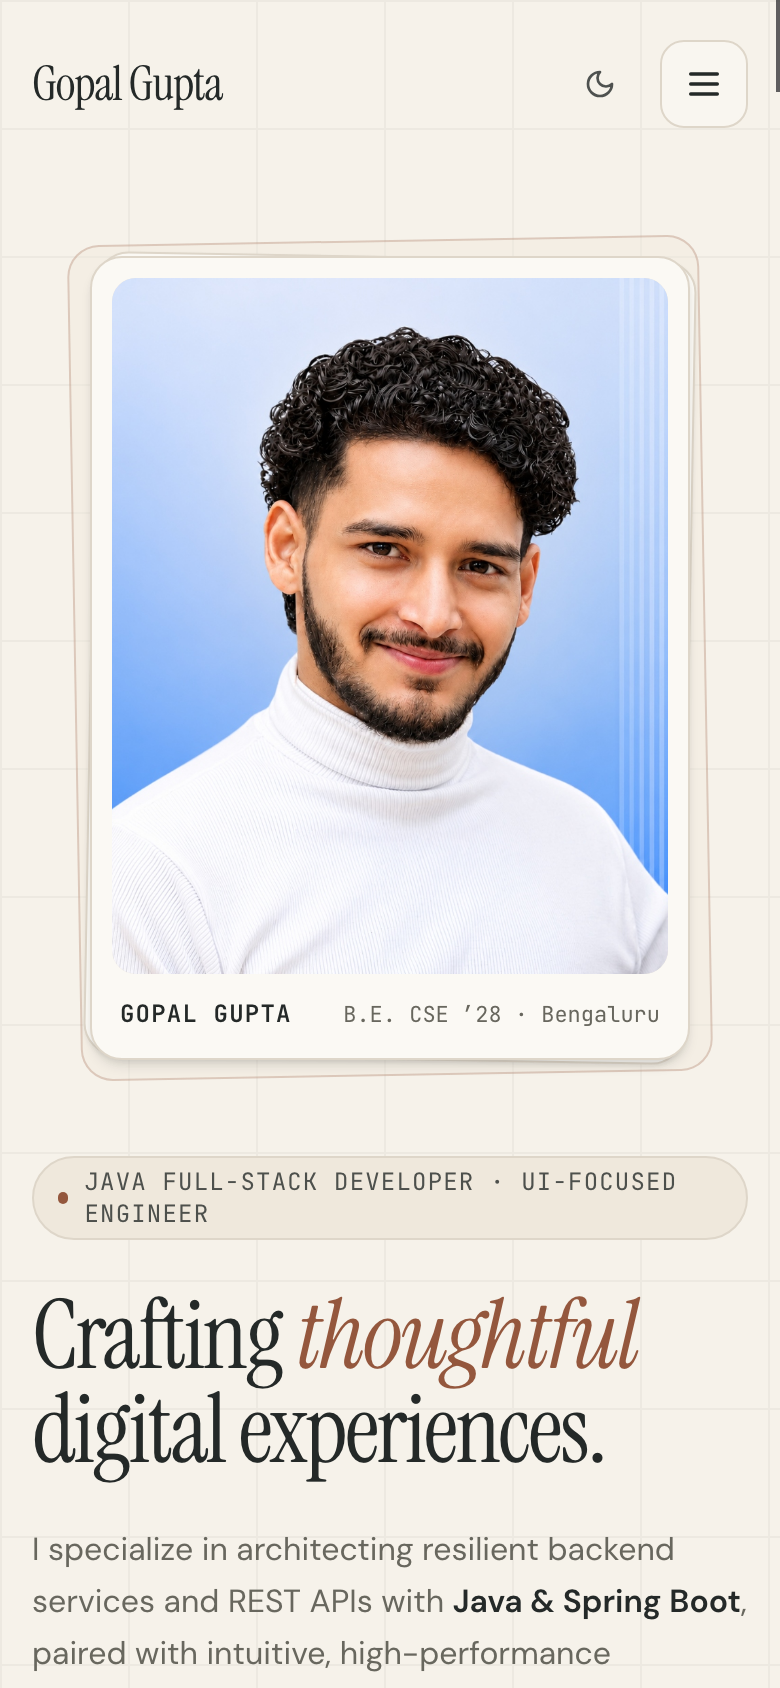 Gopal Gupta
GOPAL GUPTA B.E. CSE ’28 · Bengaluru
JAVA FULL-STACK DEVELOPER · UI-FOCUSED
ENGINEER
Crafting thoughtful
digital experiences.
I specialize in architecting resilient backend
services and REST APIs with Java & Spring Boot,
paired with intuitive, high-performance